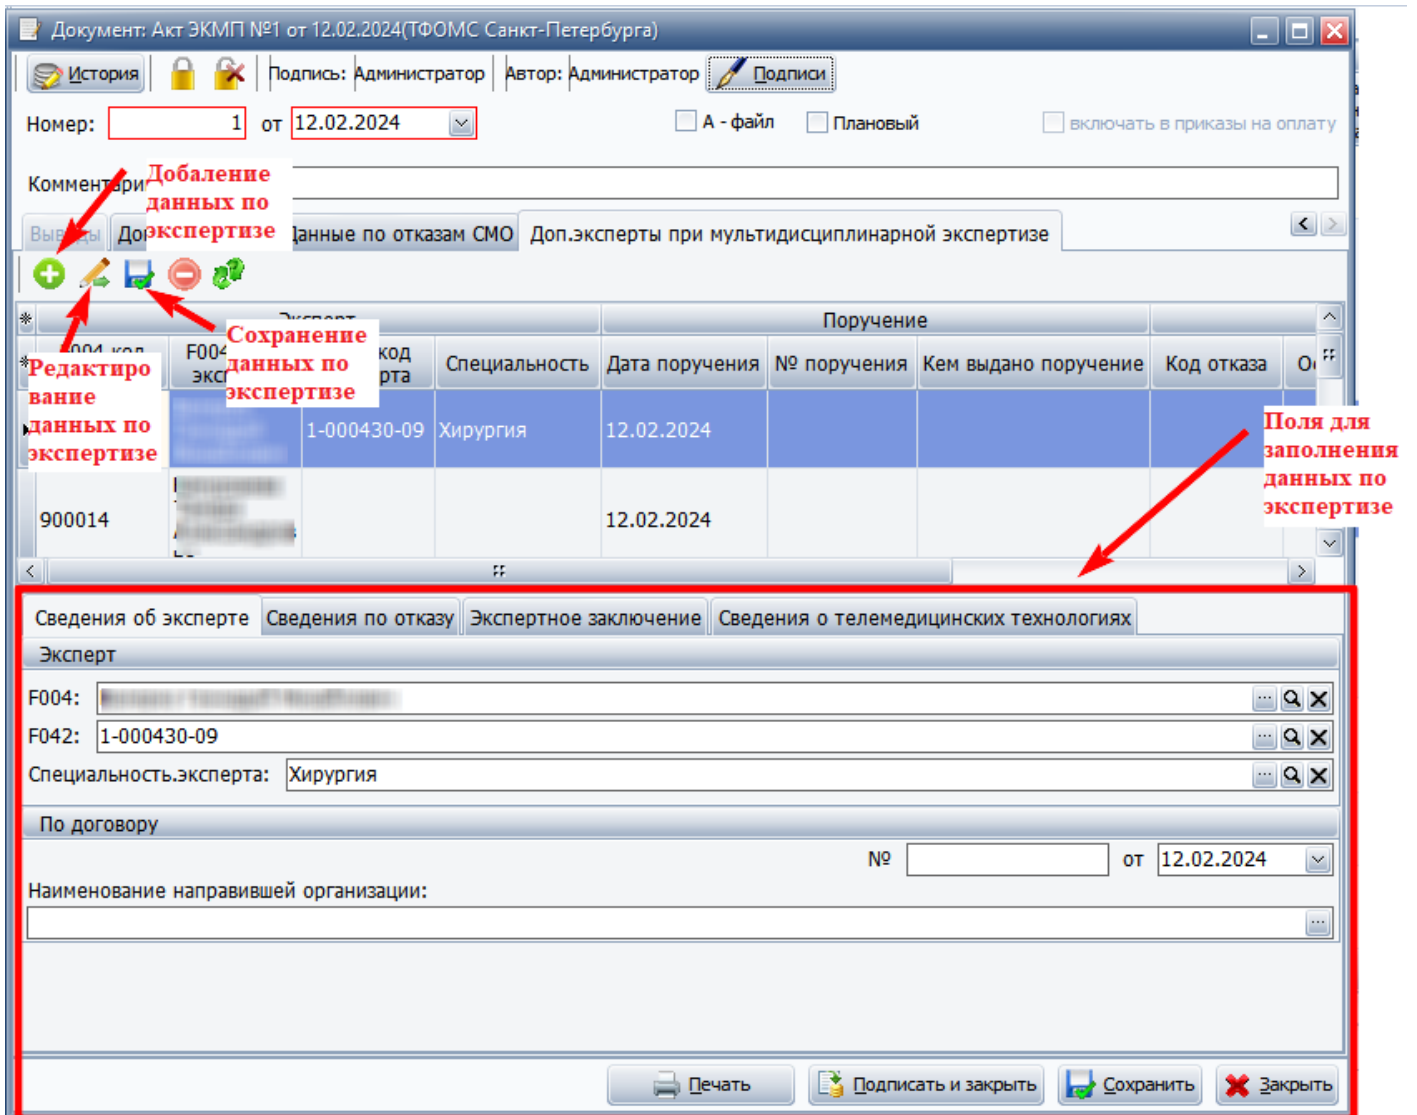 Документ: Акт ЭКМП №1 от 12.02.2024(ТФОМС Санкт-Петербурга)
История Подпись: Администратор Автор: Администратор Подписи
Номер: 1 от 12.02.2024 А - файл Плановый включать в приказы на оплату
Добаление
данных по
экспертизе
Данные по отказам СМО Доп.эксперты при мультидисциплинарной экспертизе
Поручение
Сохранение
данных по
экспертизе
Редактиро
вание
данных по
экспертизе
Специальность Дата поручения № поручения Кем выдано поручение Код отказа
1-000430-09 Хирургия 12.02.2024
Поля для
заполнения
данных по
экспертизе
900014 12.02.2024
Сведения об эксперте Сведения по отказу Экспертное заключение Сведения о телемедицинских технологиях
Эксперт
F004:
F042: 1-000430-09
Специальность.эксперта: Хирургия
По договору
№ от 12.02.2024
Наименование направившей организации:
Печать Подписать и закрыть Сохранить Закрыть